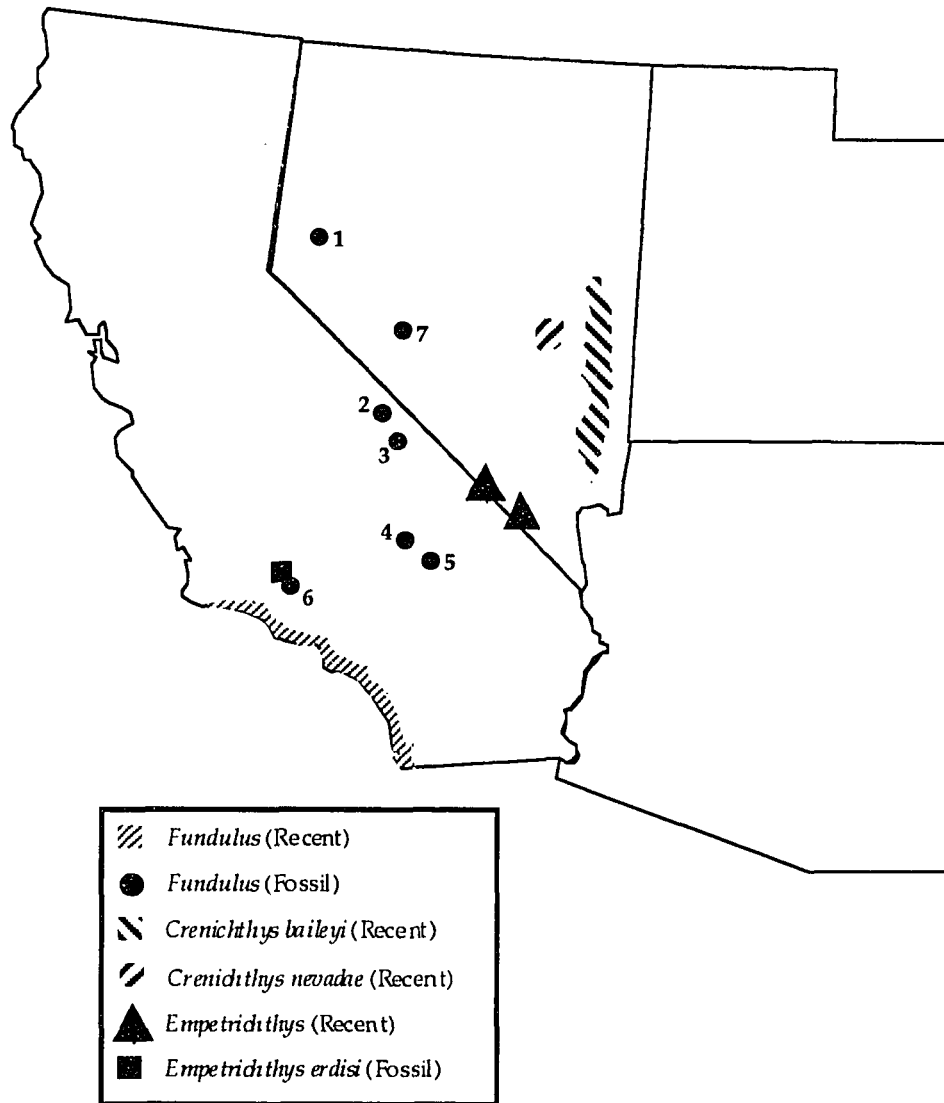 1
7
2
3
4
5
6
Fundulus (Recent)
Fundulus (Fossil)
Crenichthys baileyi (Recent)
Crenichthys nevadae (Recent)
Empetrichthys (Recent)
Empetrichthys erdisi (Fossil)